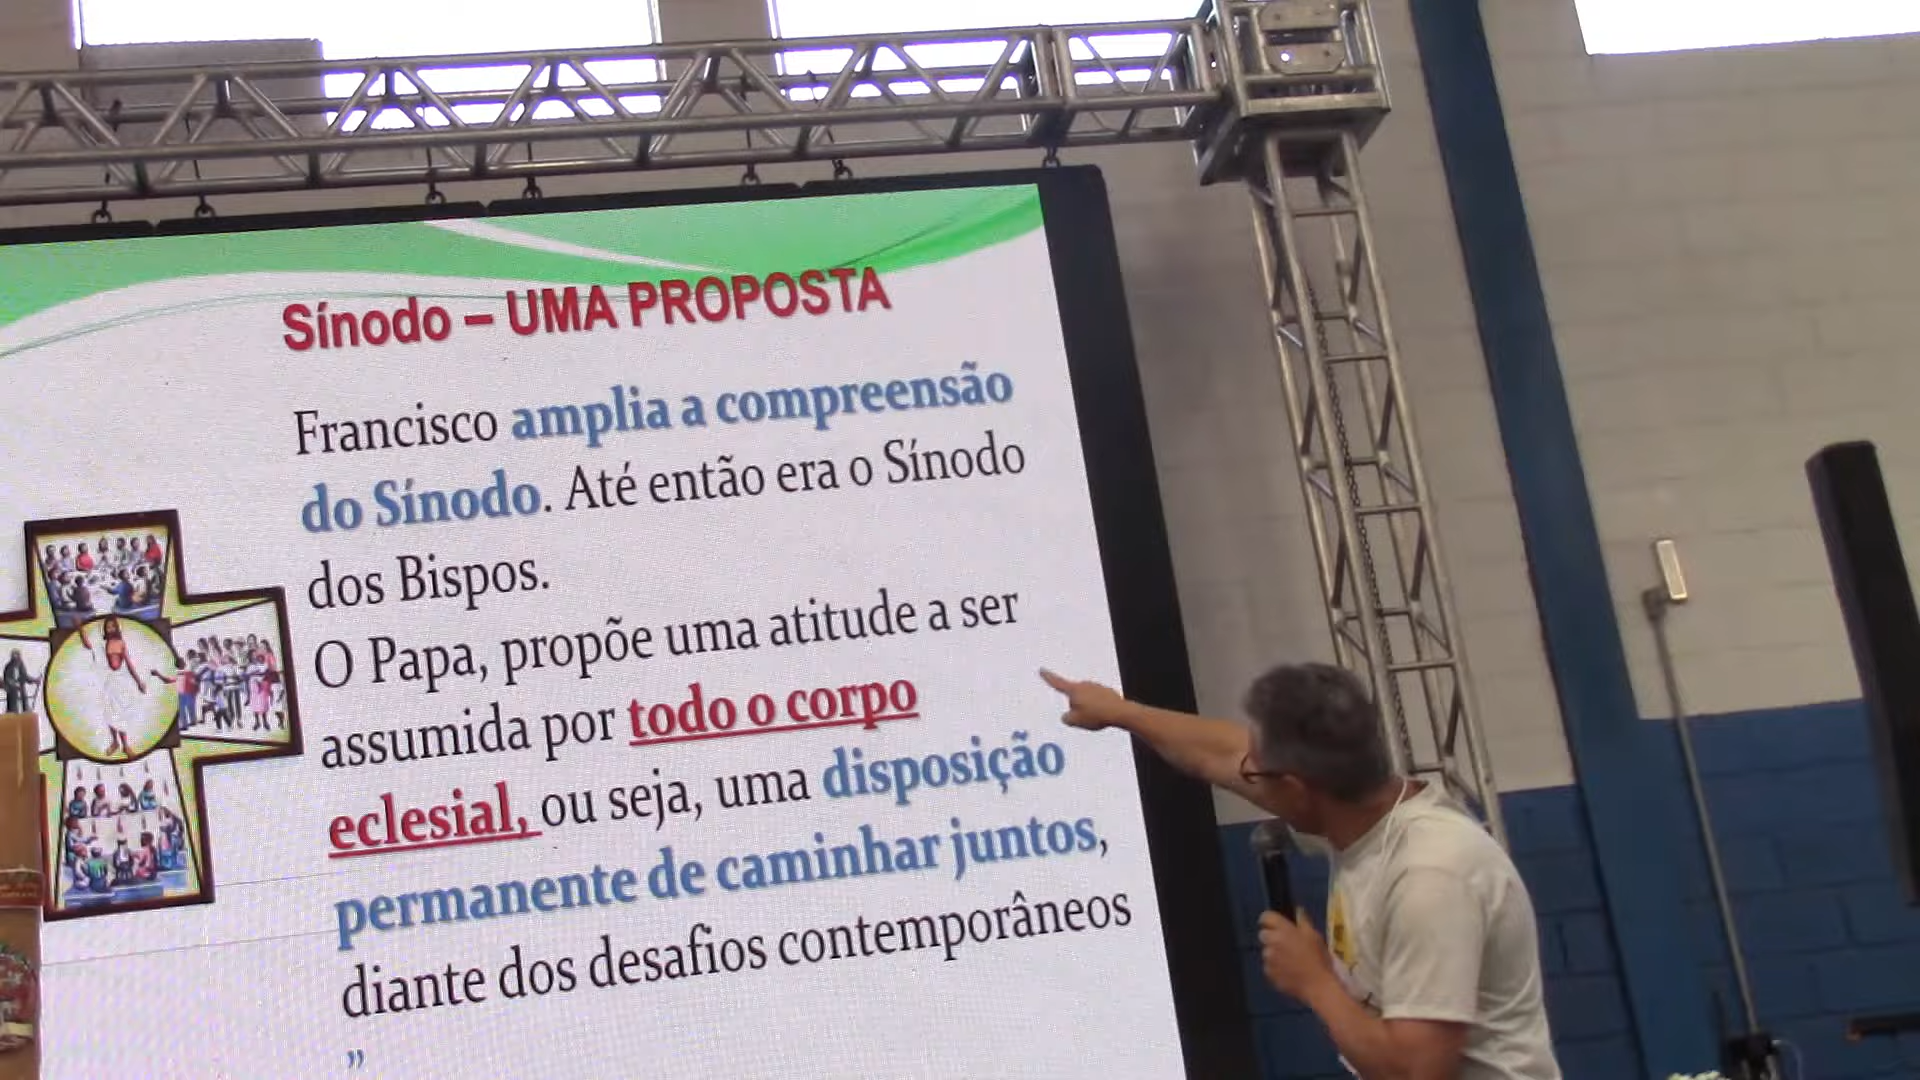 Sínodo – UMA PROPOSTA
Francisco amplia a compreensão
do Sínodo. Até então era o Sínodo
dos Bispos.
O Papa, propõe uma atitude a ser
assumida por todo o corpo
eclesial, ou seja, uma disposição
permanente de caminhar juntos,
diante dos desafios contemporâneos
”